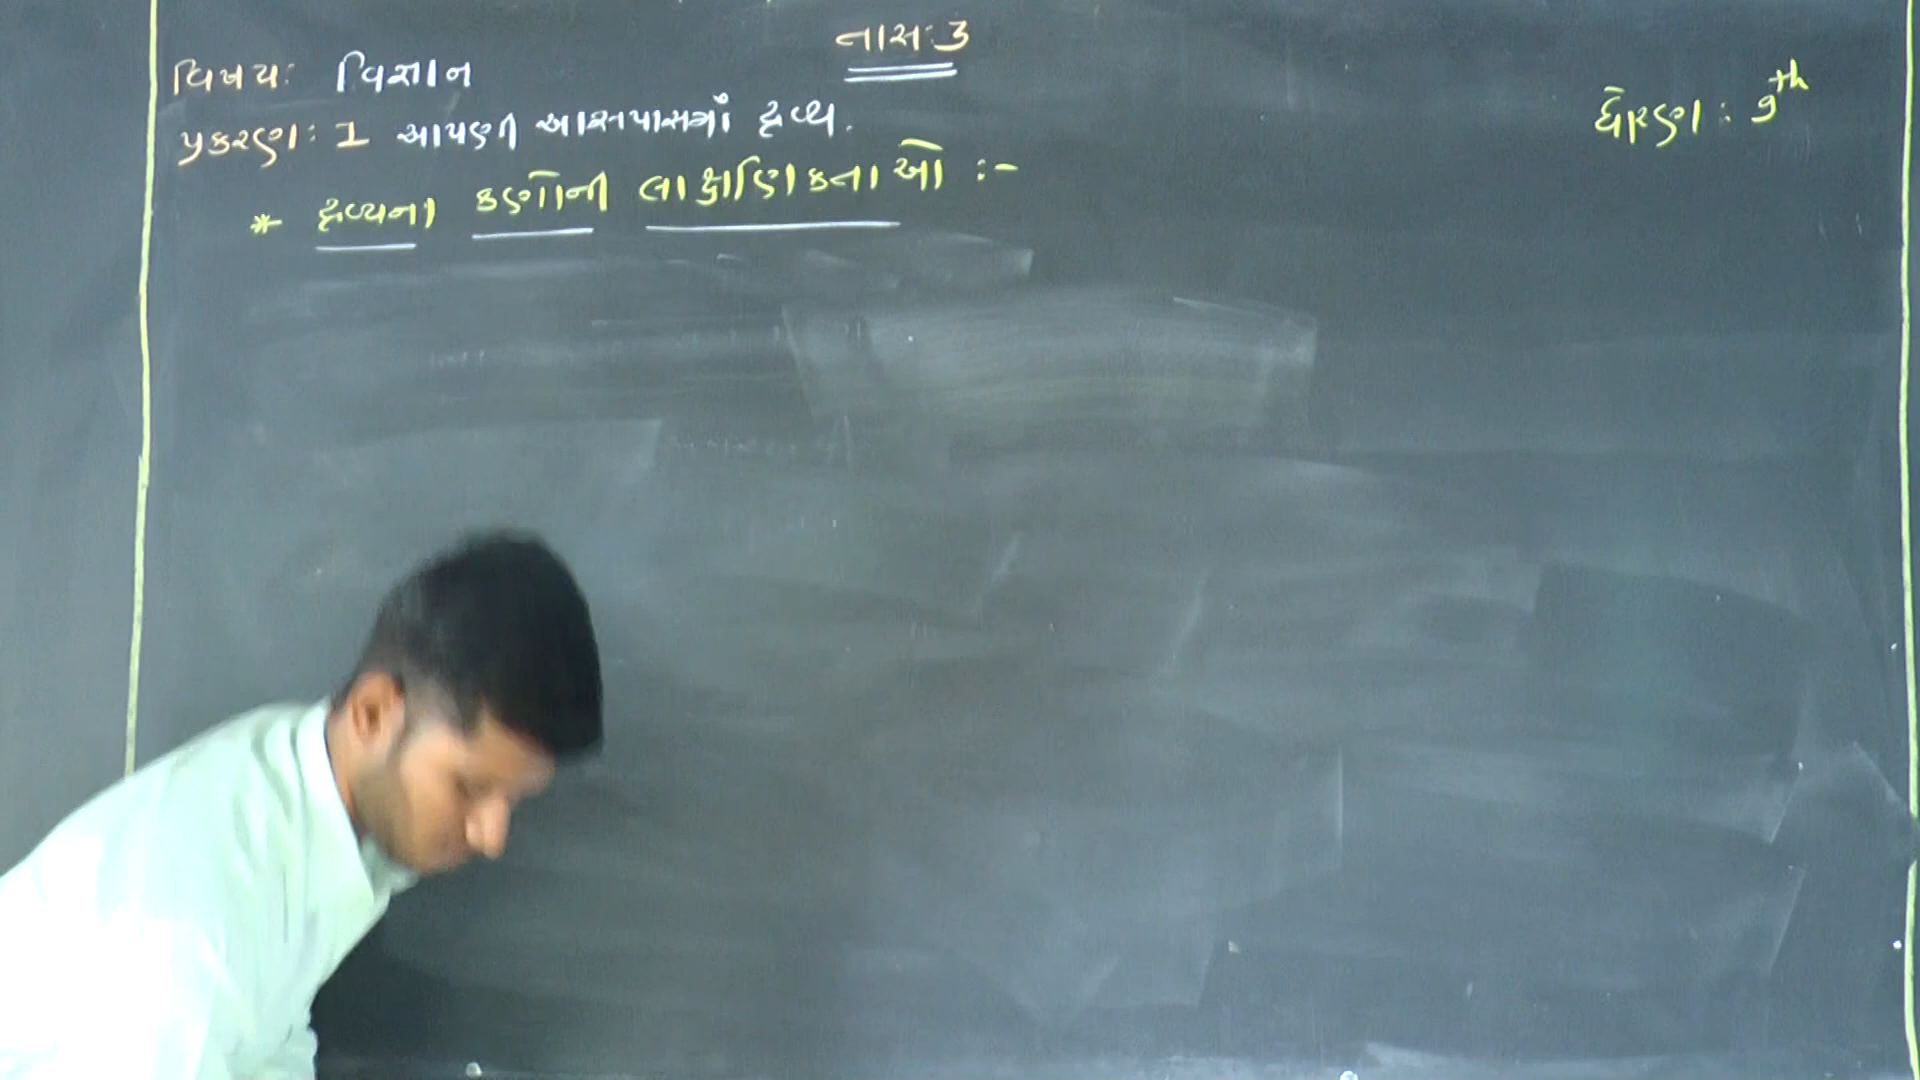 તાસ: 3
વિષય: વિજ્ઞાન
ધોરણ: 9th
પ્રકરણ: 1 આપણી આસપાસમાં દ્રવ્ય.
* દ્રવ્યના કણોની લાક્ષણિકતાઓ :-